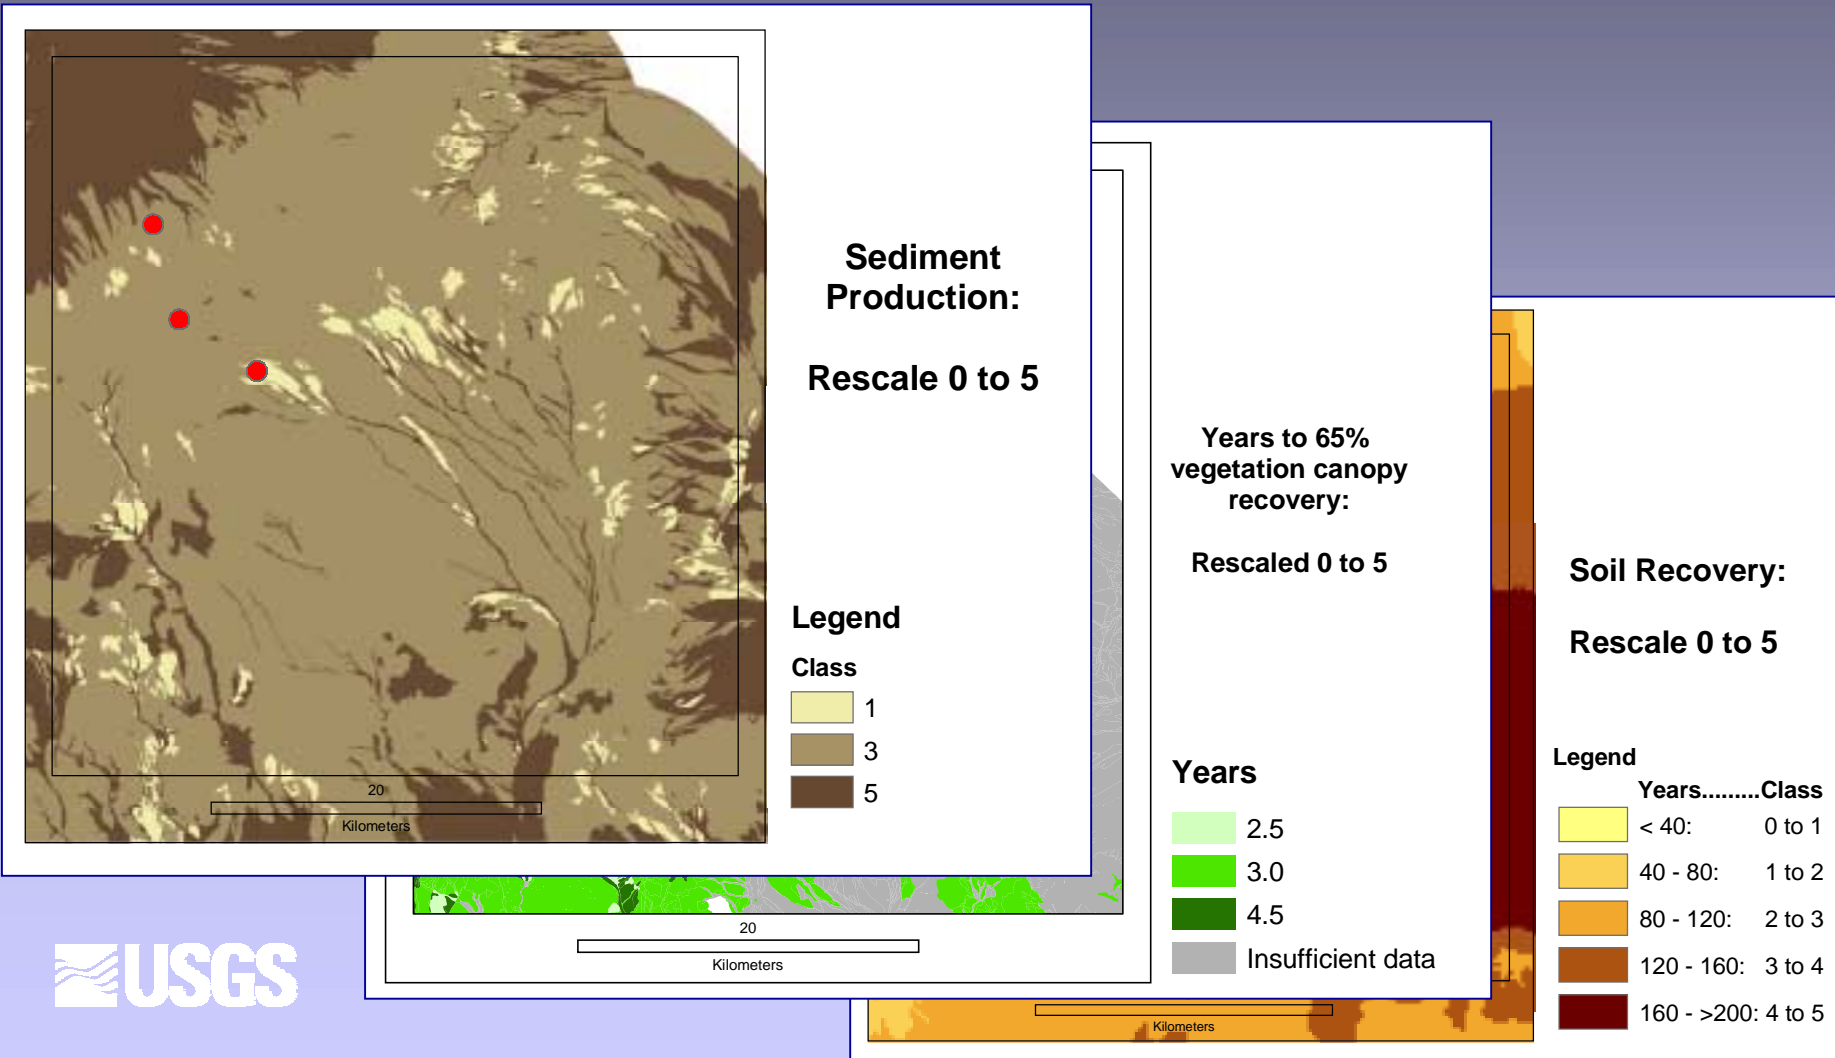 Sediment
Production:
Rescale 0 to 5
Legend
Class
1
3
5
20
Kilometers
Years to 65%
vegetation canopy
recovery:
Rescaled 0 to 5
Years
2.5
3.0
4.5
Insufficient data
20
Kilometers
Soil Recovery:
Rescale 0 to 5
Legend
Years.........Class
< 40: 0 to 1
40 - 80: 1 to 2
80 - 120: 2 to 3
120 - 160: 3 to 4
160 - >200: 4 to 5
Kilometers
USGS